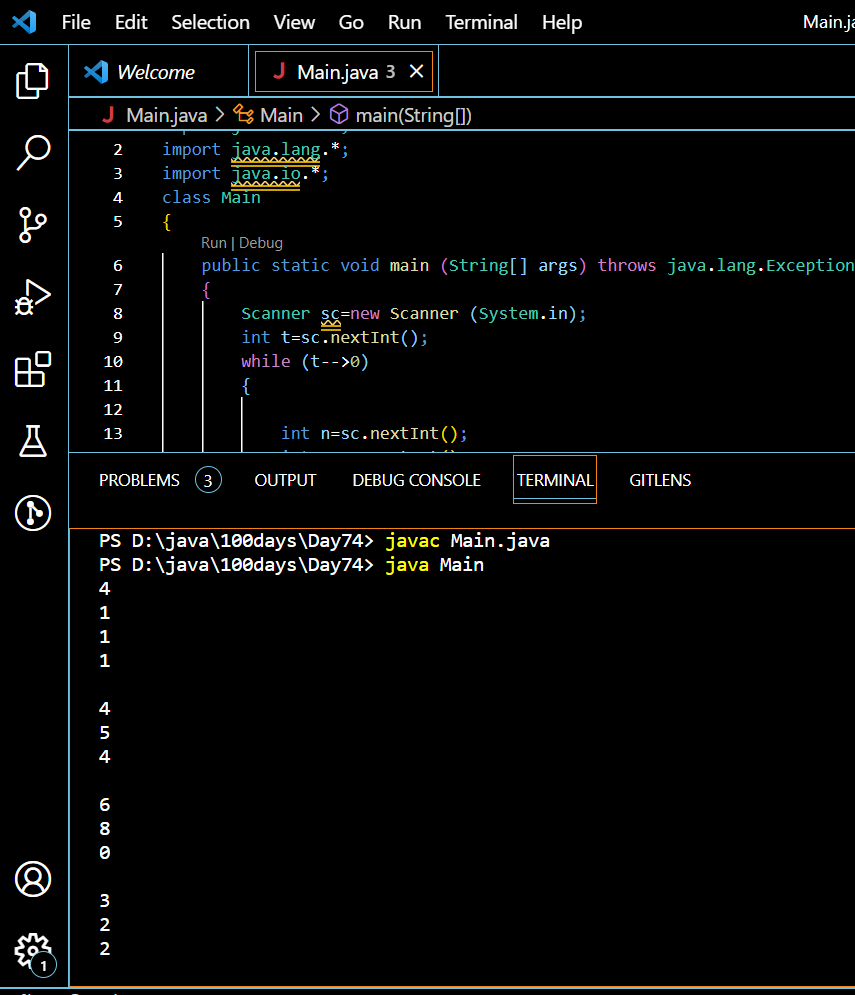 File Edit Selection View Go Run Terminal Help
Welcome
Main.java 3
Main.java > Main > main(String[])
2 import java.lang.*;
3 import java.io.*;
4 class Main
5 {
Run | Debug
6 public static void main (String[] args) throws java.lang.Exception
7 {
8 Scanner sc=new Scanner (System.in);
9 int t=sc.nextInt();
10 while (t-->0)
11 {
12
13 int n=sc.nextInt();
PROBLEMS 3 OUTPUT DEBUG CONSOLE TERMINAL GITLENS
PS D:\java\100days\Day74> javac Main.java
PS D:\java\100days\Day74> java Main
4
1
1
1
4
5
4
6
8
0
3
2
2
1